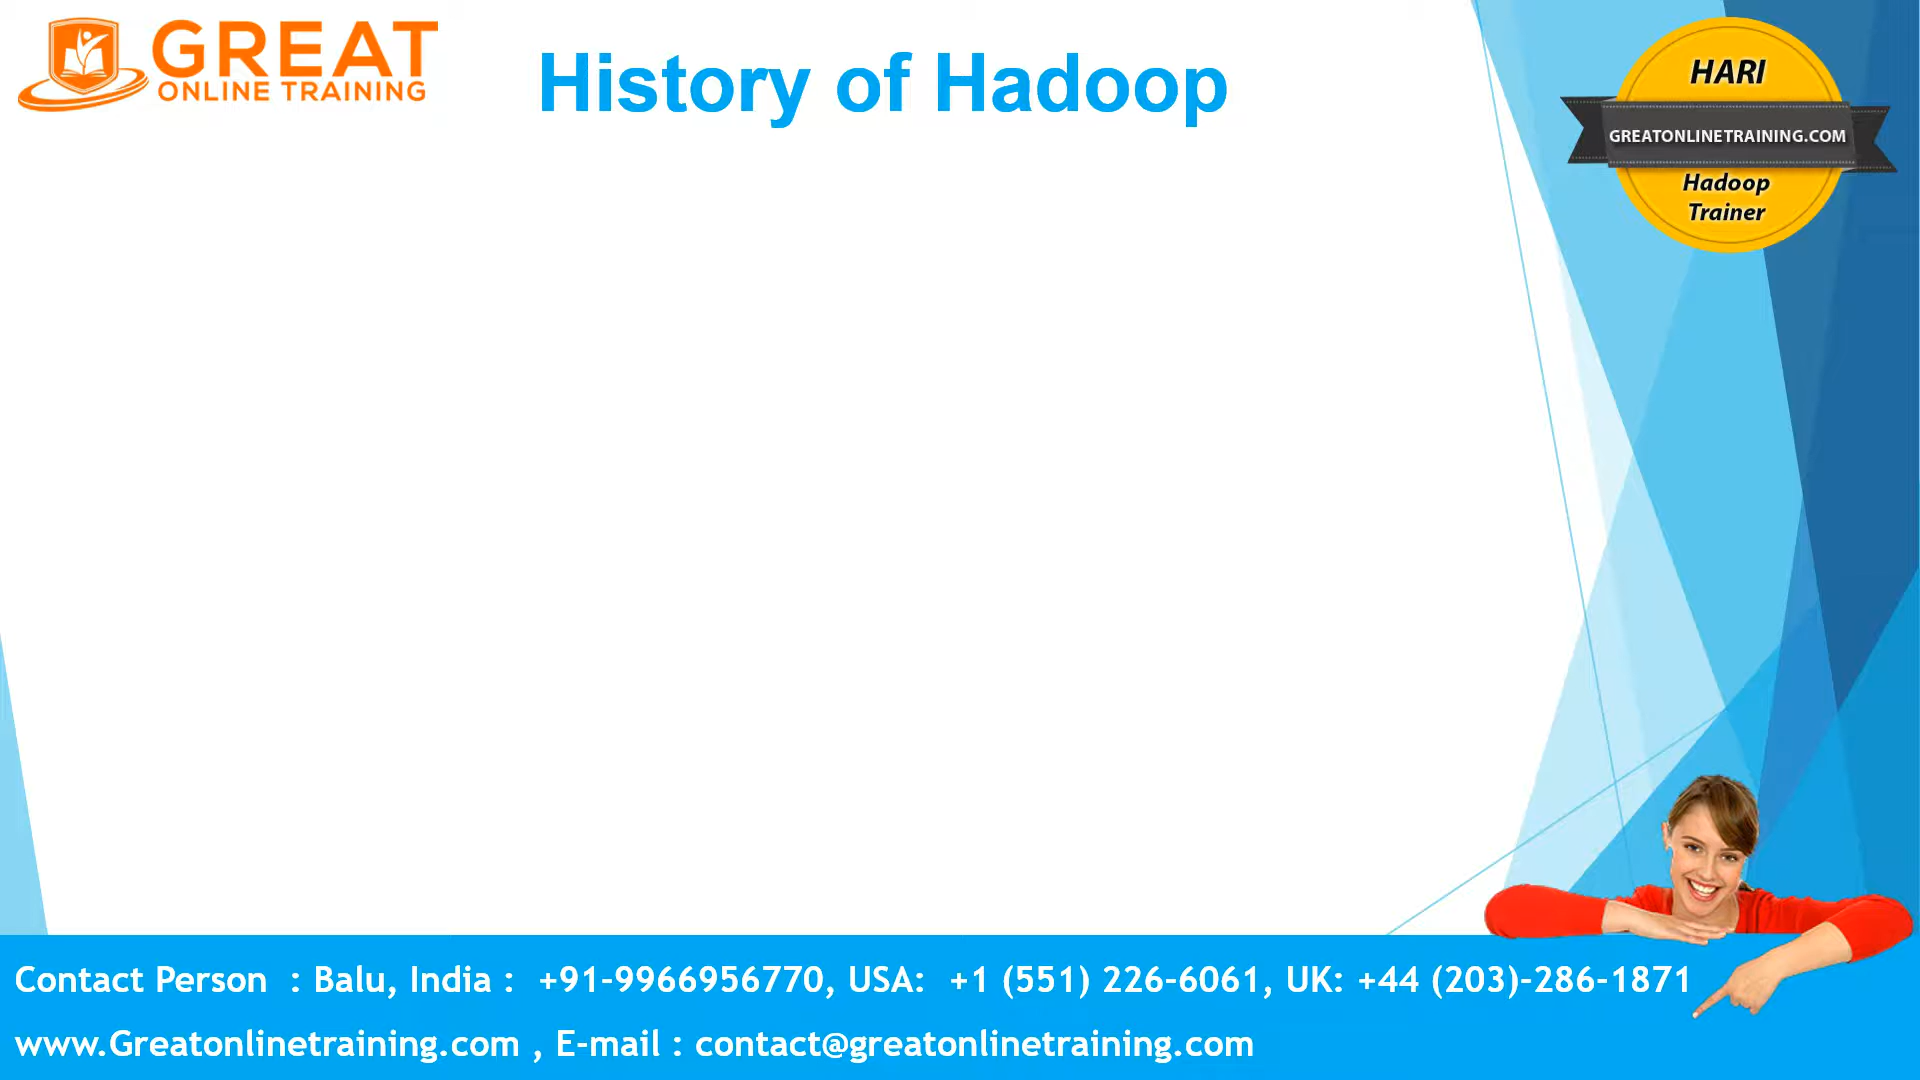 GREAT
ONLINE TRAINING
History of Hadoop
HARI
GREATONLINETRAINING.COM
Hadoop
Trainer
Contact Person : Balu, India : +91-9966956770, USA: +1 (551) 226-6061, UK: +44 (203)-286-1871
www.Greatonlinetraining.com , E-mail : contact@greatonlinetraining.com